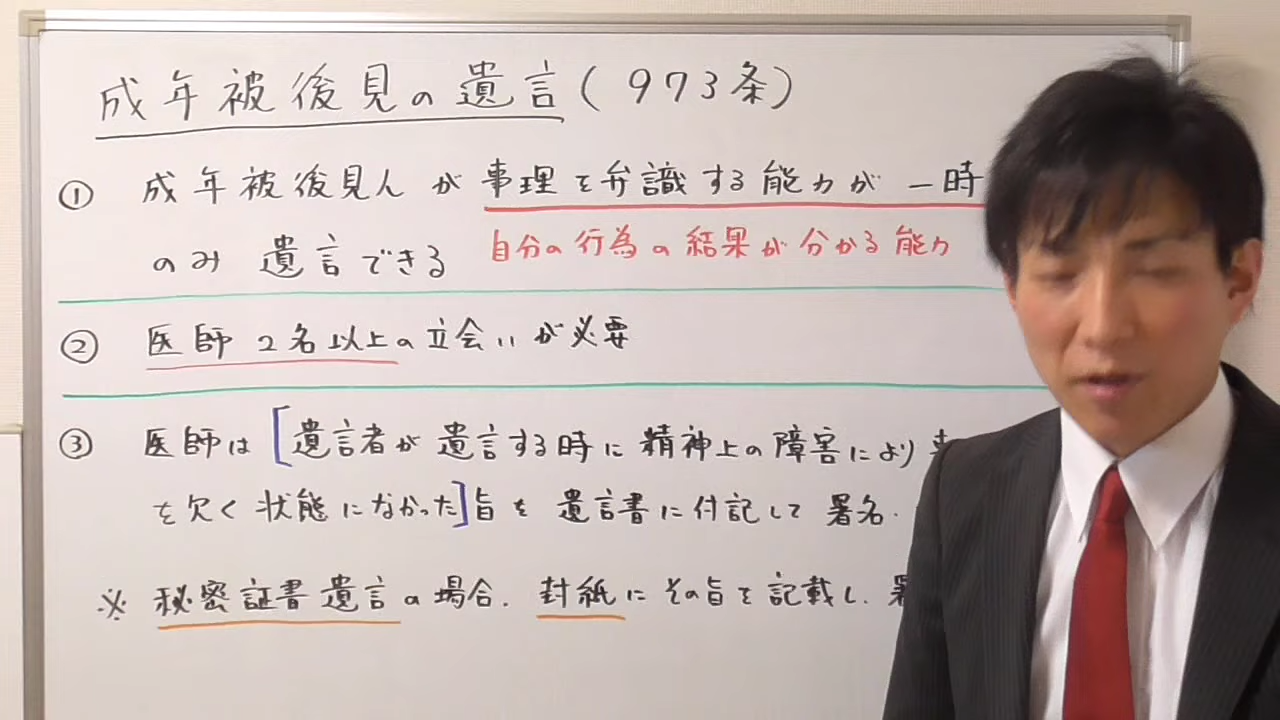 成年被後見の遺言(973条)
① 成年被後見人が事理を弁識する能力が一時
のみ遺言できる
自分の行為の結果が分かる能力
② 医師2名以上の立会いが必要
③ 医師は[遺言者が遺言する時に精神上の障害により
を欠く状態になかった]旨を遺言書に付記して署名.
※ 秘密証書遺言の場合.封紙にその旨を記載し.署